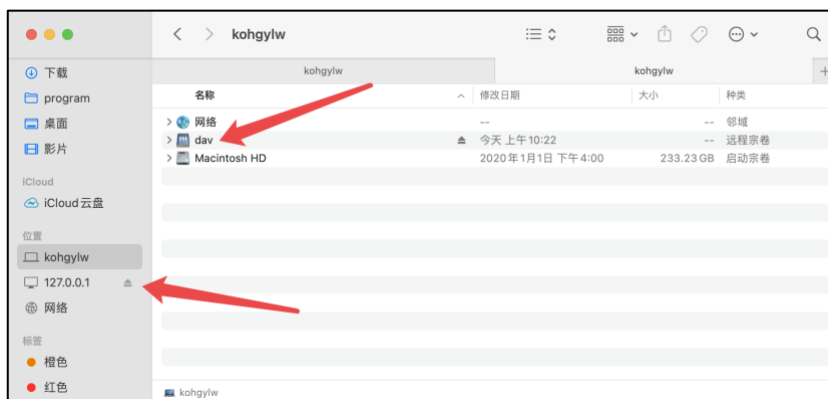 kohgylw
下载
program
桌面
影片
iCloud
iCloud云盘
位置
kohgylw
127.0.0.1
网络
标签
橙色
红色
kohgylw
kohgylw
名称 修改日期 大小 种类
网络 -- -- 邻域
dav 今天 上午10:22 -- 远程宗卷
Macintosh HD 2020年1月1日 下午4:00 233.23 GB 启动宗卷
kohgylw